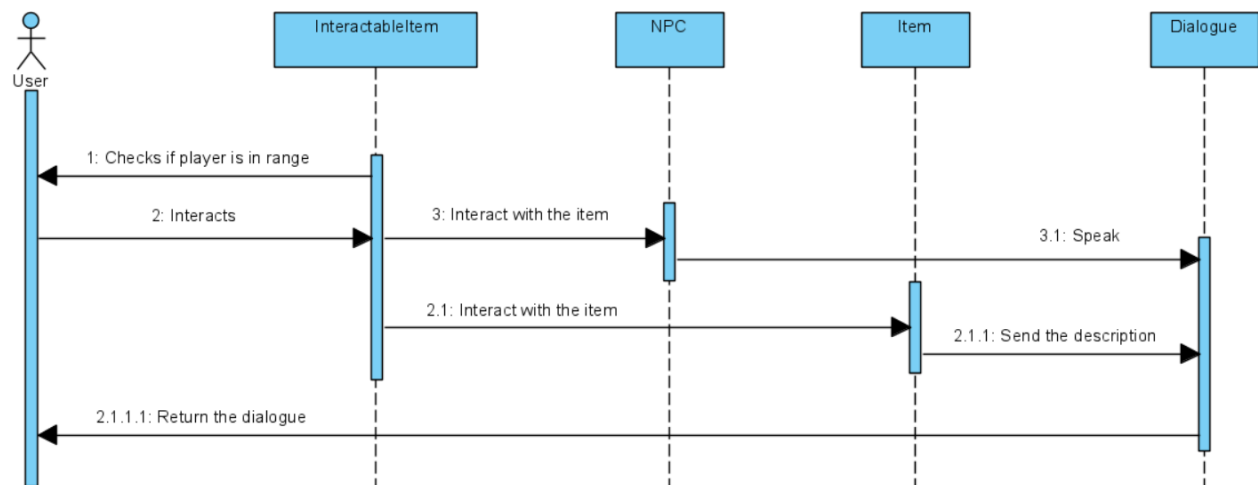 InteractableItem
NPC
Item
Dialogue
User
1: Checks if player is in range
2: Interacts
3: Interact with the item
3.1: Speak
2.1: Interact with the item
2.1.1: Send the description
2.1.1.1: Return the dialogue